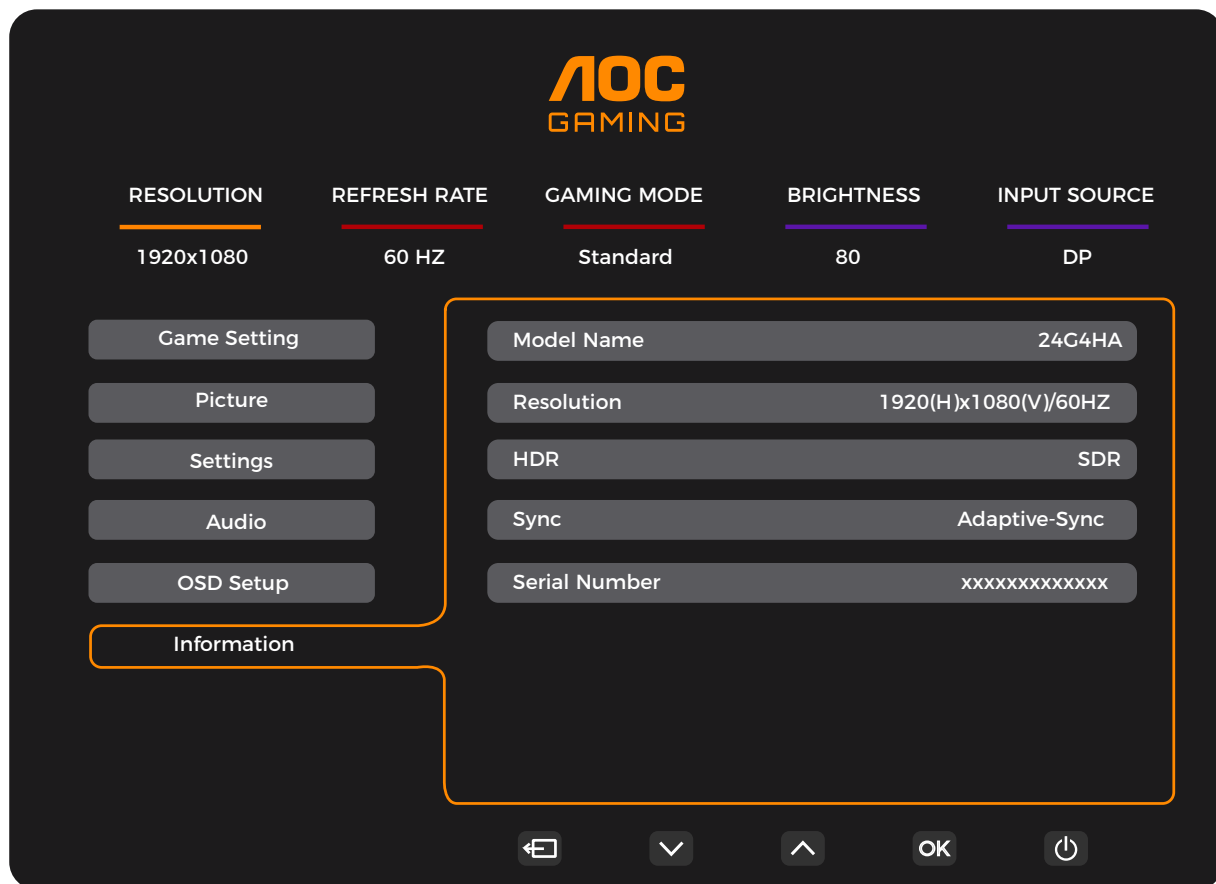 AOC
GAMING
RESOLUTION REFRESH RATE GAMING MODE BRIGHTNESS INPUT SOURCE
1920x1080 60 HZ Standard 80 DP
Game Setting
Model Name 24G4HA
Picture
Resolution 1920(H)x1080(V)/60HZ
Settings
HDR SDR
Audio
Sync Adaptive-Sync
OSD Setup
Serial Number xxxxxxxxxxxxx
Information
OK